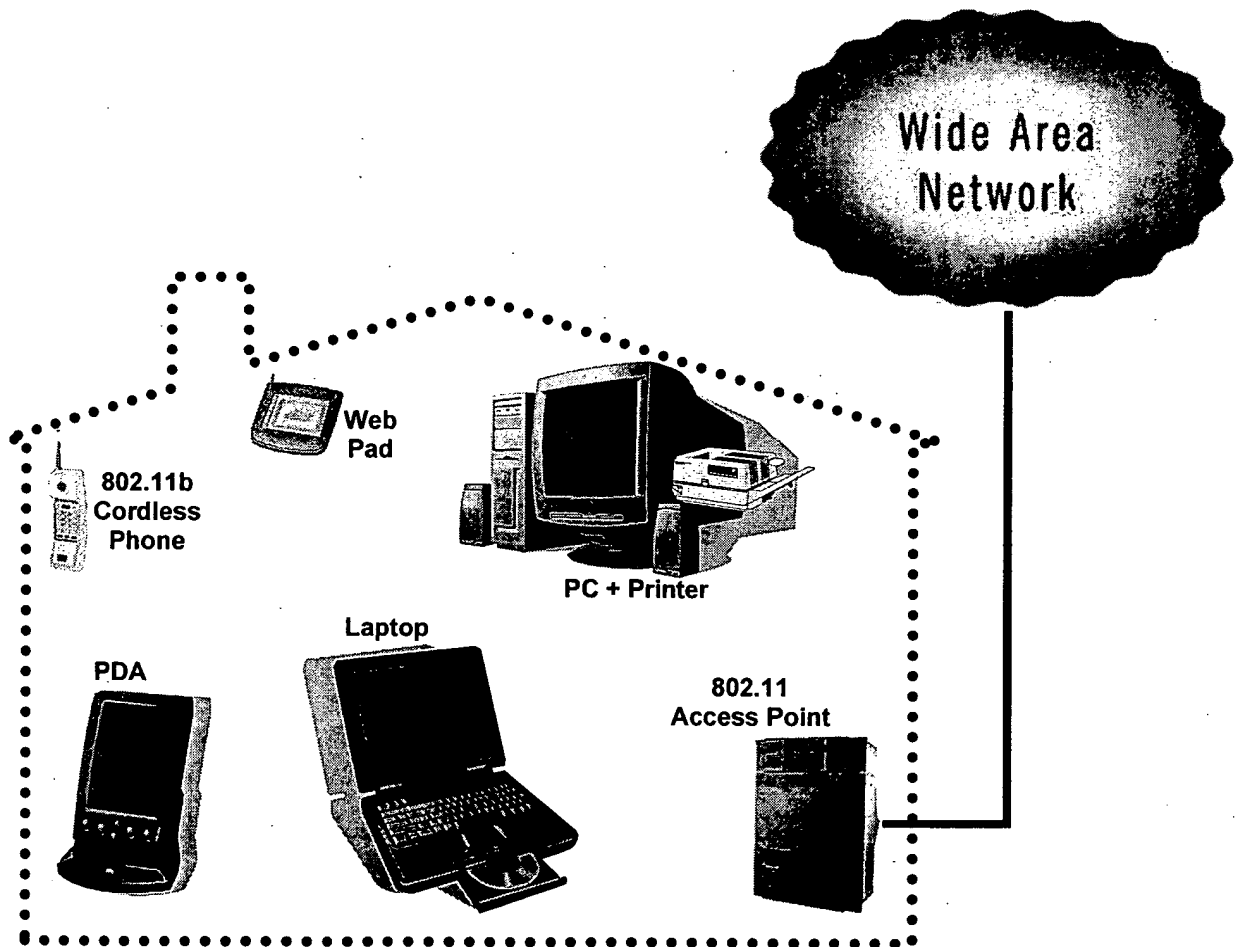 Wide Area
Network
Web
Pad
802.11b
Cordless
Phone
PC + Printer
Laptop
PDA
802.11
Access Point